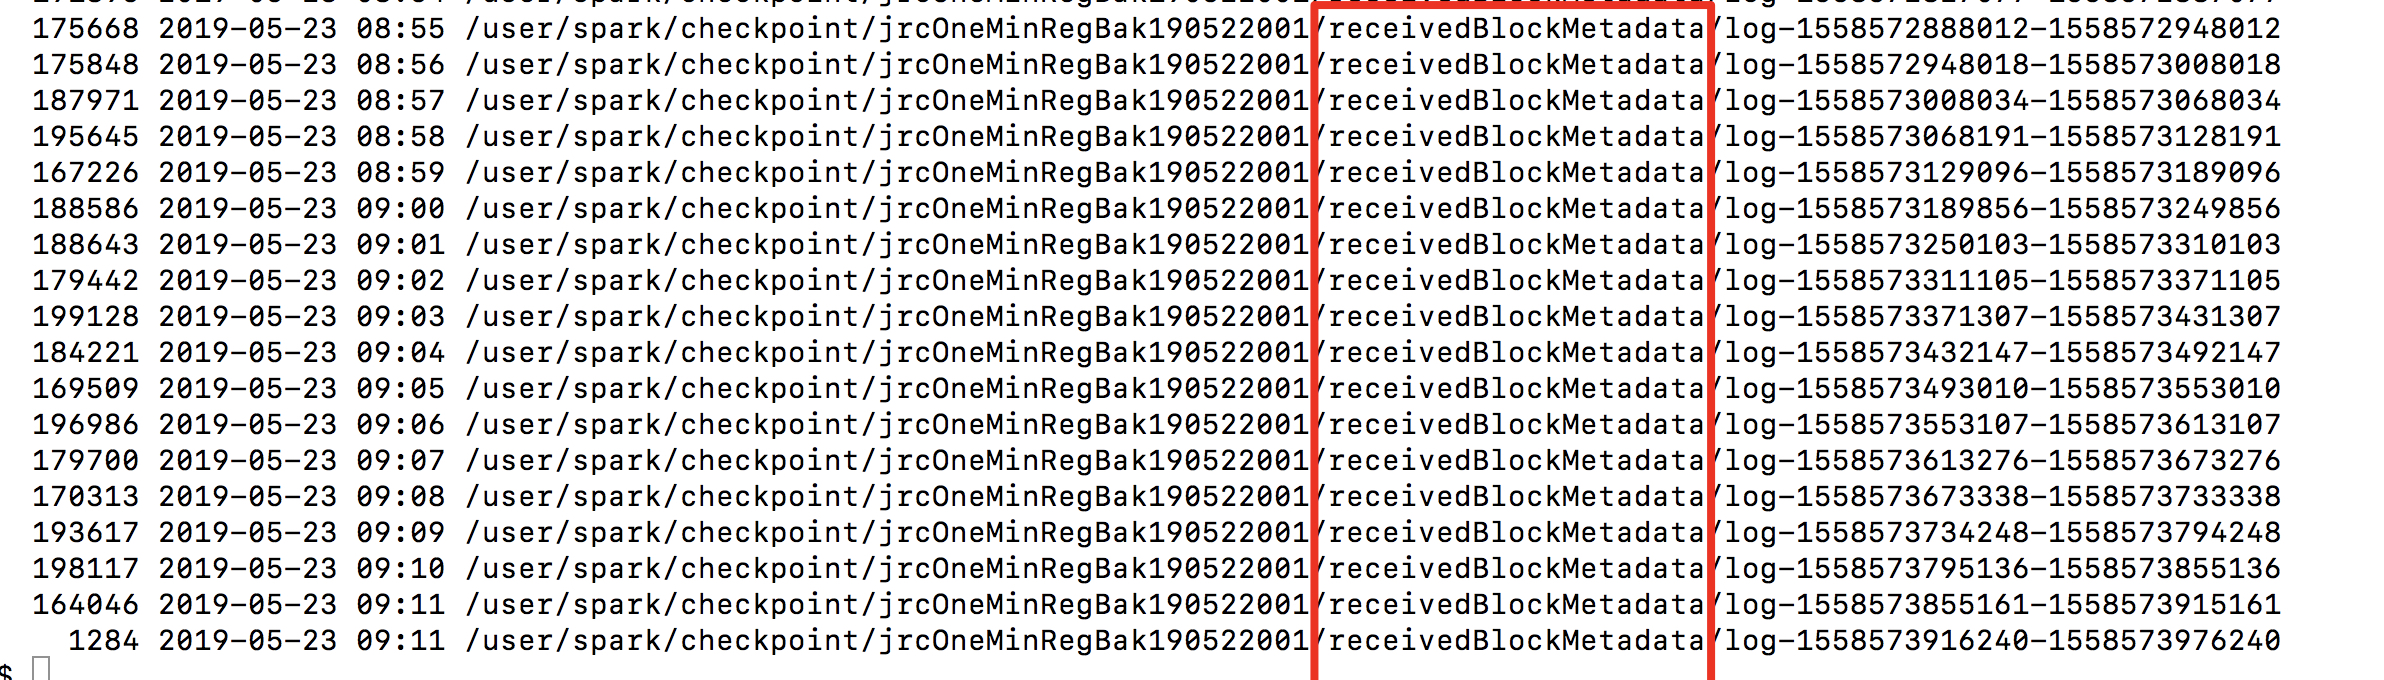 175668 2019-05-23 08:55 /user/spark/checkpoint/jrcOneMinRegBak190522001/receivedBlockMetadata/log-1558572888012-1558572948012
175848 2019-05-23 08:56 /user/spark/checkpoint/jrcOneMinRegBak190522001/receivedBlockMetadata/log-1558572948018-1558573008018
187971 2019-05-23 08:57 /user/spark/checkpoint/jrcOneMinRegBak190522001/receivedBlockMetadata/log-1558573008034-1558573068034
195645 2019-05-23 08:58 /user/spark/checkpoint/jrcOneMinRegBak190522001/receivedBlockMetadata/log-1558573068191-1558573128191
167226 2019-05-23 08:59 /user/spark/checkpoint/jrcOneMinRegBak190522001/receivedBlockMetadata/log-1558573129096-1558573189096
188586 2019-05-23 09:00 /user/spark/checkpoint/jrcOneMinRegBak190522001/receivedBlockMetadata/log-1558573189856-1558573249856
188643 2019-05-23 09:01 /user/spark/checkpoint/jrcOneMinRegBak190522001/receivedBlockMetadata/log-1558573250103-1558573310103
179442 2019-05-23 09:02 /user/spark/checkpoint/jrcOneMinRegBak190522001/receivedBlockMetadata/log-1558573311105-1558573371105
199128 2019-05-23 09:03 /user/spark/checkpoint/jrcOneMinRegBak190522001/receivedBlockMetadata/log-1558573371307-1558573431307
184221 2019-05-23 09:04 /user/spark/checkpoint/jrcOneMinRegBak190522001/receivedBlockMetadata/log-1558573432147-1558573492147
169509 2019-05-23 09:05 /user/spark/checkpoint/jrcOneMinRegBak190522001/receivedBlockMetadata/log-1558573493010-1558573553010
196986 2019-05-23 09:06 /user/spark/checkpoint/jrcOneMinRegBak190522001/receivedBlockMetadata/log-1558573553107-1558573613107
179700 2019-05-23 09:07 /user/spark/checkpoint/jrcOneMinRegBak190522001/receivedBlockMetadata/log-1558573613276-1558573673276
170313 2019-05-23 09:08 /user/spark/checkpoint/jrcOneMinRegBak190522001/receivedBlockMetadata/log-1558573673338-1558573733338
193617 2019-05-23 09:09 /user/spark/checkpoint/jrcOneMinRegBak190522001/receivedBlockMetadata/log-1558573734248-1558573794248
198117 2019-05-23 09:10 /user/spark/checkpoint/jrcOneMinRegBak190522001/receivedBlockMetadata/log-1558573795136-1558573855136
164046 2019-05-23 09:11 /user/spark/checkpoint/jrcOneMinRegBak190522001/receivedBlockMetadata/log-1558573855161-1558573915161
1284 2019-05-23 09:11 /user/spark/checkpoint/jrcOneMinRegBak190522001/receivedBlockMetadata/log-1558573916240-1558573976240
$